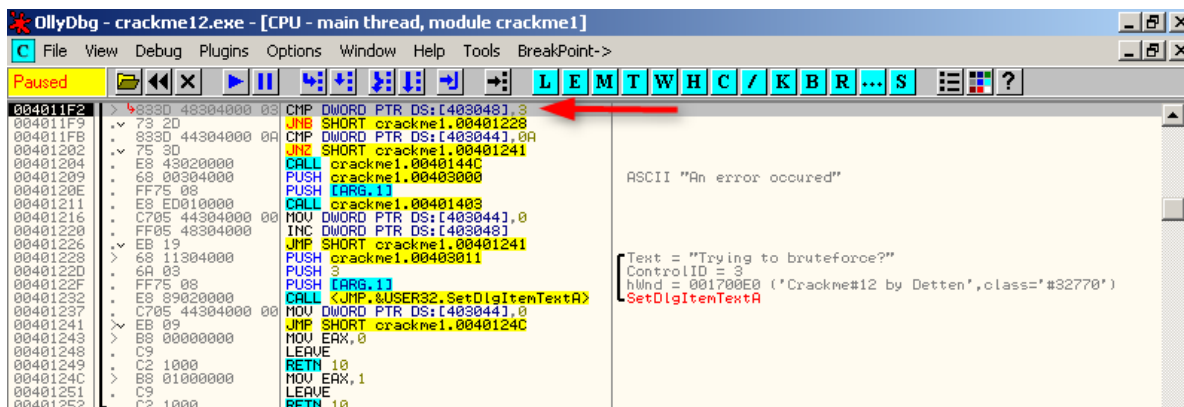 OllyDbg - crackme12.exe - [CPU - main thread, module crackme1]
C File View Debug Plugins Options Window Help Tools BreakPoint->
Paused L E M T W H C / K B R ... S ?
004011F2 > 833D 48304000 03 CMP DWORD PTR DS:[403048],3
004011F9 . 73 2D JNB SHORT crackme1.00401228
004011FB . 833D 44304000 0A CMP DWORD PTR DS:[403044],0A
00401202 . 75 3D JNZ SHORT crackme1.00401241
00401204 . E8 43020000 CALL crackme1.0040144C
00401209 . 68 00304000 PUSH crackme1.00403000 ASCII "An error occured"
0040120E . FF75 08 PUSH [ARG.1]
00401211 . E8 ED010000 CALL crackme1.00401403
00401216 . C705 44304000 00 MOV DWORD PTR DS:[403044],0
00401220 . FF05 48304000 INC DWORD PTR DS:[403048]
00401226 . EB 19 JMP SHORT crackme1.00401241
00401228 > 68 11304000 PUSH crackme1.00403011 Text = "Trying to bruteforce?"
0040122D . 6A 03 PUSH 3 ControlID = 3
0040122F . FF75 08 PUSH [ARG.1] hWnd = 001700E0 ('Crackme#12 by Detten',class='#32770')
00401232 . E8 89020000 CALL <JMP.&USER32.SetDlgItemTextA> SetDlgItemTextA
00401237 . C705 44304000 00 MOV DWORD PTR DS:[403044],0
00401241 > EB 09 JMP SHORT crackme1.0040124C
00401243 > B8 00000000 MOV EAX,0
00401248 . C9 LEAVE
00401249 . C2 1000 RETN 10
0040124C > B8 01000000 MOV EAX,1
00401251 . C9 LEAVE
00401252 . C2 1000 RETN 10